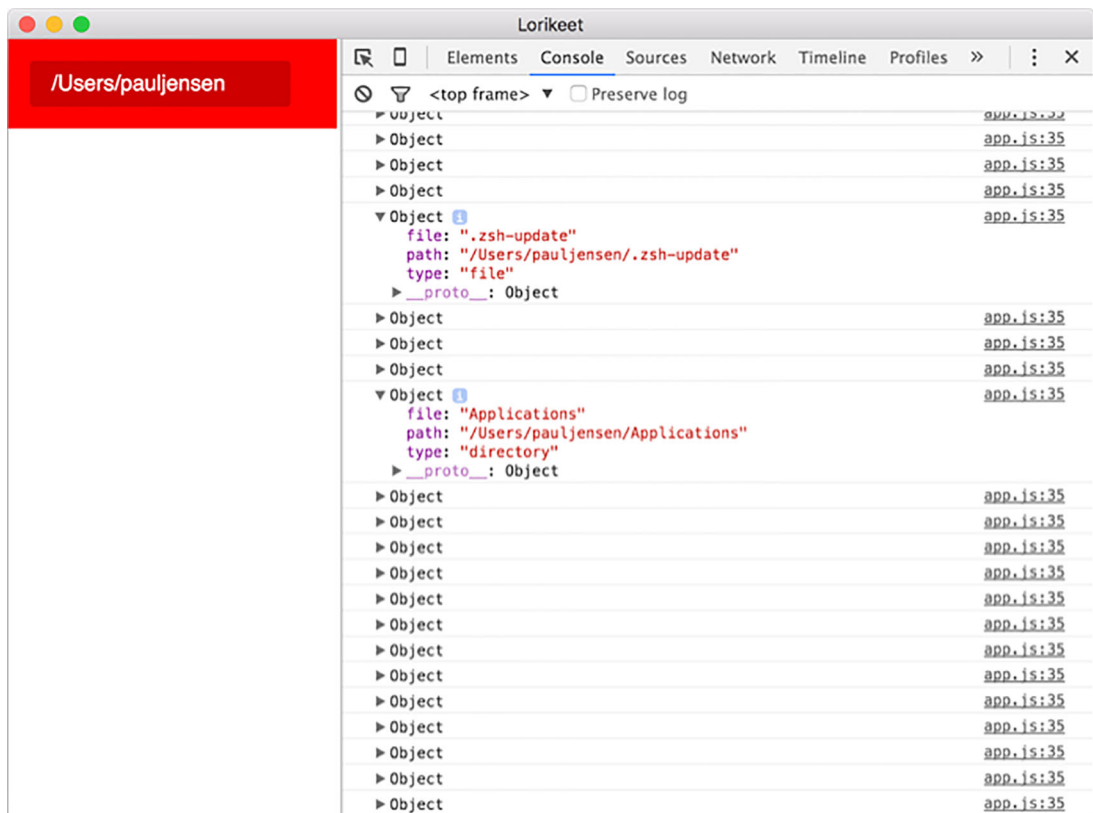 Lorikeet
/Users/pauljensen
Elements Console Sources Network Timeline Profiles »
<top frame> ▼ Preserve log
Object app.js:35
Object app.js:35
Object app.js:35
Object app.js:35
Object i app.js:35
file: ".zsh-update"
path: "/Users/pauljensen/.zsh-update"
type: "file"
__proto__: Object
Object app.js:35
Object app.js:35
Object app.js:35
Object i app.js:35
file: "Applications"
path: "/Users/pauljensen/Applications"
type: "directory"
__proto__: Object
Object app.js:35
Object app.js:35
Object app.js:35
Object app.js:35
Object app.js:35
Object app.js:35
Object app.js:35
Object app.js:35
Object app.js:35
Object app.js:35
Object app.js:35
Object app.js:35
Object app.js:35